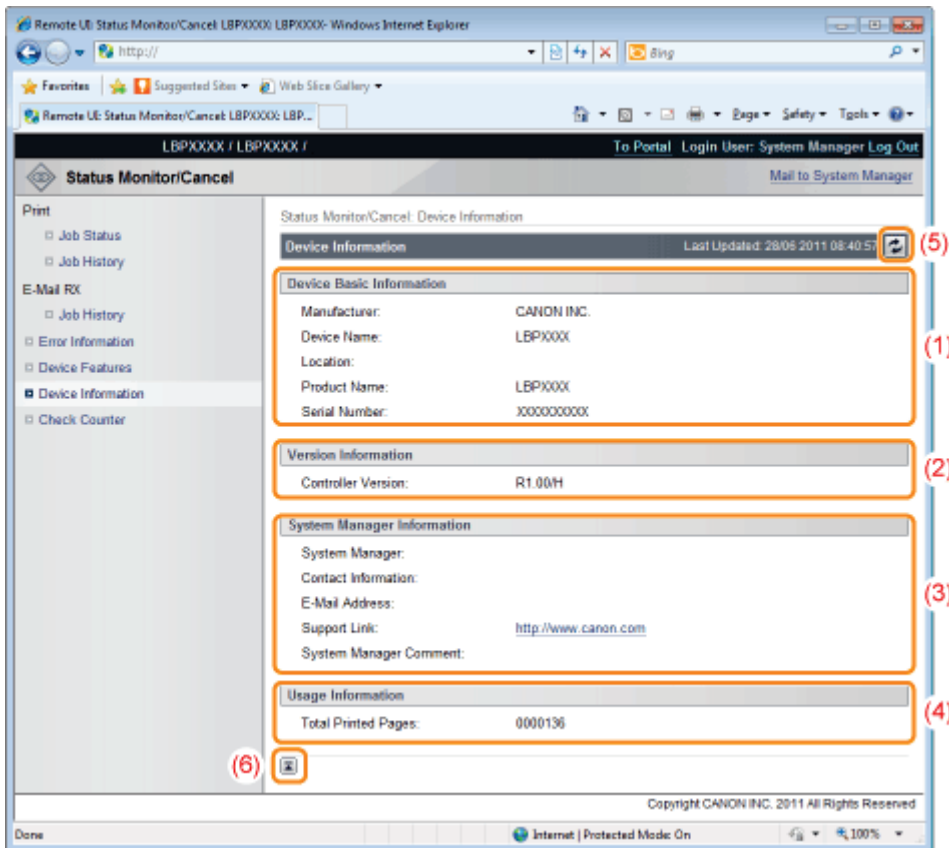 Remote UI: Status Monitor/Cancel: LBPXXXX: LBPXXXX- Windows Internet Explorer
http://
Bing
Favorites Suggested Sites Web Slice Gallery
Remote UI: Status Monitor/Cancel: LBPXXXX: LBP... Page Safety Tools
LBPXXXX / LBPXXXX / To Portal Login User: System Manager Log Out
Status Monitor/Cancel Mail to System Manager
Print
Job Status
Job History
E-Mail RX
Job History
Error Information
Device Features
Device Information
Check Counter
Status Monitor/Cancel: Device Information
Device Information Last Updated: 28/06 2011 08:40:57 (5)
Device Basic Information
Manufacturer: CANON INC.
Device Name: LBPXXXX
(1)
Location:
Product Name: LBPXXXX
Serial Number: XXXXXXXXXX
Version Information
(2)
Controller Version: R1.00/H
System Manager Information
System Manager:
Contact Information:
E-Mail Address:
(3)
Support Link: http://www.canon.com
System Manager Comment:
Usage Information
(4)
Total Printed Pages: 0000136
(6)
Copyright CANON INC. 2011 All Rights Reserved
Done Internet | Protected Mode: On 100%